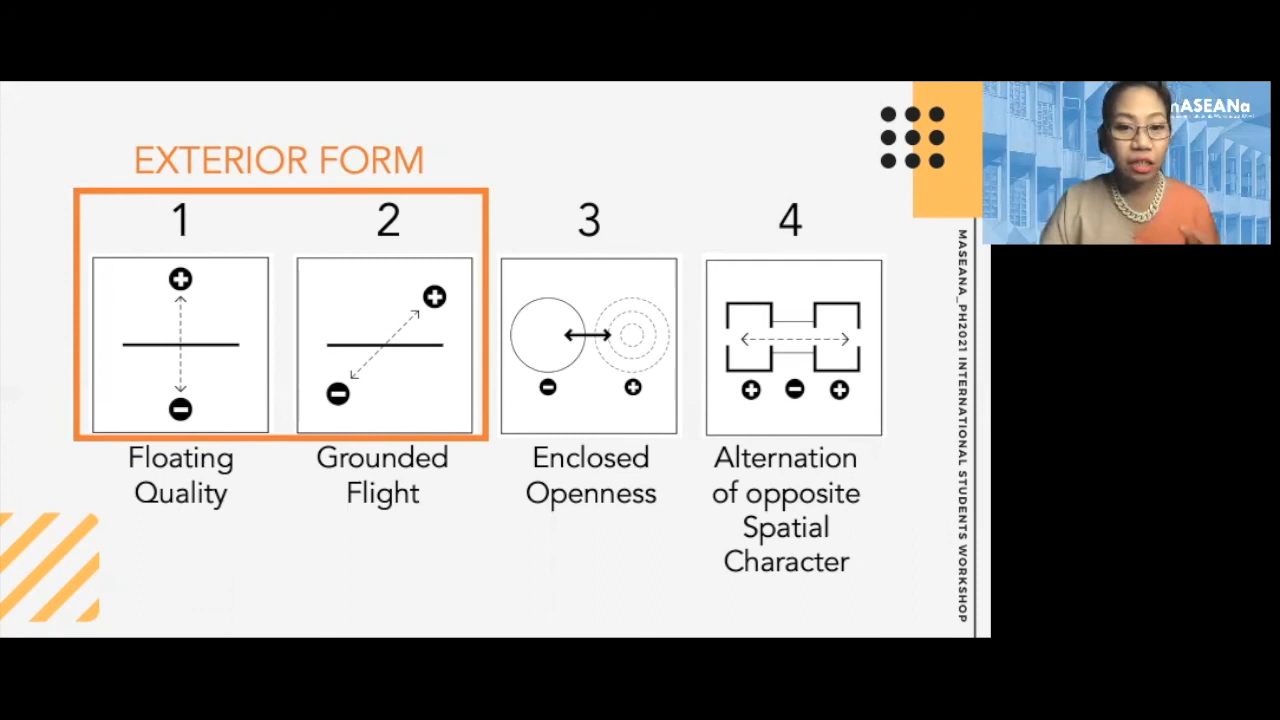 EXTERIOR FORM
1
2
3
4
Floating
Quality
Grounded
Flight
Enclosed
Openness
Alternation
of opposite
Spatial
Character
MASEANA_PH2021 INTERNATIONAL STUDENTS WORKSHOP
ASEANa